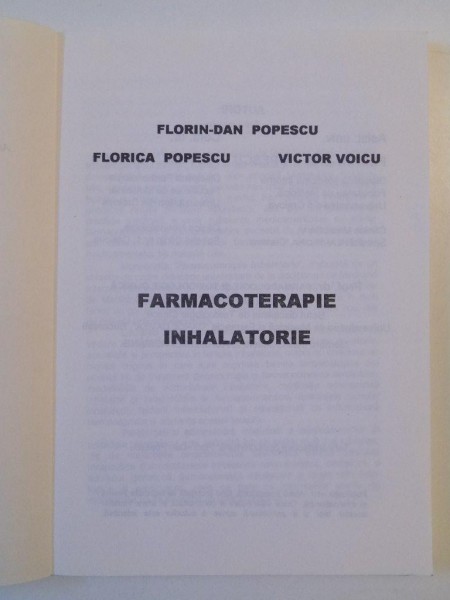 FLORIN-DAN POPESCU
FLORICA POPESCU VICTOR VOICU
FARMACOTERAPIE
INHALATORIE